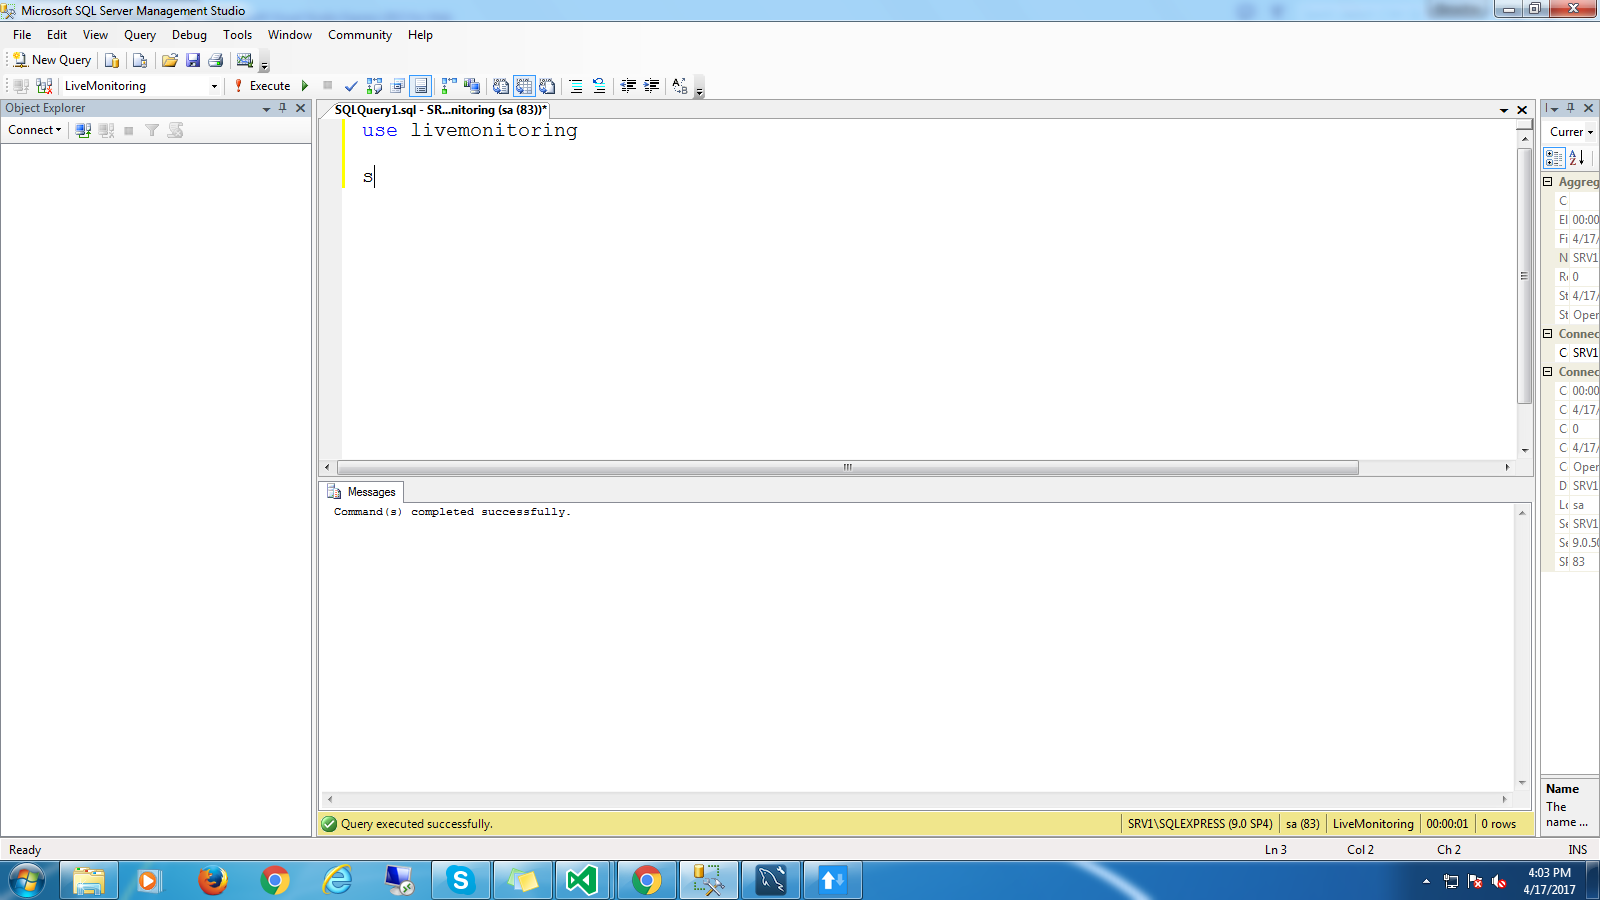 Microsoft SQL Server Management Studio
File Edit View Query Debug Tools Window Community Help
New Query
LiveMonitoring Execute
Object Explorer
Connect
SQLQuery1.sql - SR...nitoring (sa (83))*
use livemonitoring
s
Messages
Command(s) completed successfully.
Query executed successfully. SRV1\SQLEXPRESS (9.0 SP4) sa (83) LiveMonitoring 00:00:01 0 rows
Currer
Aggreg
C
El 00:00
Fi 4/17/
N SRV1
0
St 4/17/
St Oper
Connec
C SRV1
Connec
C 00:00
C 4/17/
C 0
C 4/17/
C Oper
D SRV1
Lc sa
Se SRV1
Se 9.0.50
SF 83
Name
The
name ...
Ready Ln 3 Col 2 Ch 2 INS
4:03 PM
4/17/2017